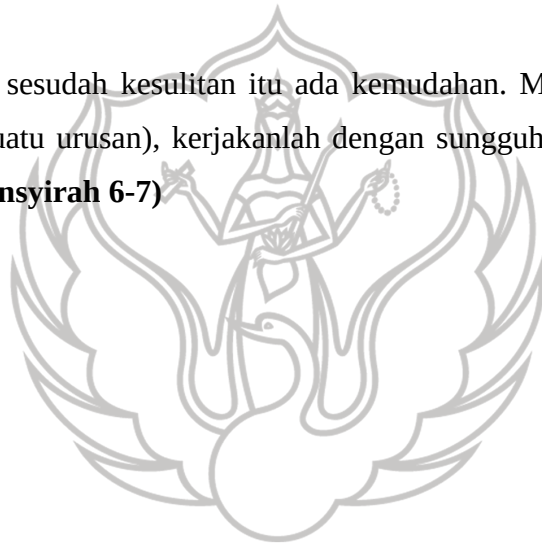 sesudah kesulitan itu ada kemudahan. M
uatu urusan), kerjakanlah dengan sungguh
nsyirah 6-7)